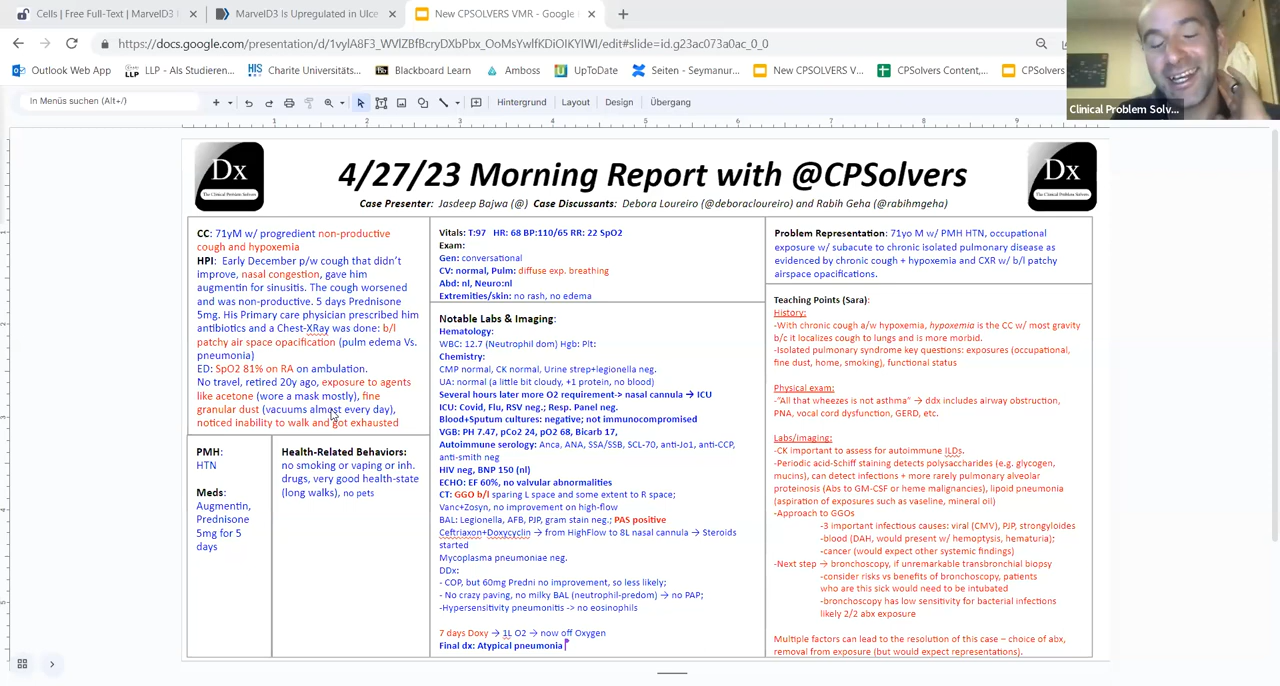 Cells | Free Full-Text | MarvelD3
MarvelD3 Is Upregulated in Ulce
New CPSOLVERS VMR - Google
https://docs.google.com/presentation/d/1vylA8F3_WVlZBfBcryDXbPbx_OoMsYwlfKDiOIKYIWI/edit#slide=id.g23ac073a0ac_0_0
Outlook Web App
LLP - Als Studieren...
Charite Universitäts...
Blackboard Learn
Amboss
UpToDate
Seiten - Seymanur...
New CPSOLVERS V...
CPSolvers Content,...
CPSolvers
Clinical Problem Solv...
In Menüs suchen (Alt+/)
Hintergrund
Layout
Design
Übergang
1 2 3 4 5 6 7 8 9
Dx
The Clinical Problem Solvers
4/27/23 Morning Report with @CPSolvers
Case Presenter: Jasdeep Bajwa (@) Case Discussants: Debora Loureiro (@deboracloureiro) and Rabih Geha (@rabihmgeha)
Dx
The Clinical Problem Solvers
CC: 71yM w/ progredient non-productive
cough and hypoxemia
HPI: Early December p/w cough that didn't
improve, nasal congestion, gave him
augmentin for sinusitis. The cough worsened
and was non-productive. 5 days Prednisone
5mg. His Primary care physician prescribed him
antibiotics and a Chest-XRay was done: b/l
patchy air space opacification (pulm edema Vs.
pneumonia)
ED: SpO2 81% on RA on ambulation.
No travel, retired 20y ago, exposure to agents
like acetone (wore a mask mostly), fine
granular dust (vacuums almost every day),
noticed inability to walk and got exhausted
PMH:
HTN
Meds:
Augmentin,
Prednisone
5mg for 5
days
Health-Related Behaviors:
no smoking or vaping or inh.
drugs, very good health-state
(long walks), no pets
Vitals: T:97 HR: 68 BP:110/65 RR: 22 SpO2
Exam:
Gen: conversational
CV: normal, Pulm: diffuse exp. breathing
Abd: nl, Neuro:nl
Extremities/skin: no rash, no edema
Notable Labs & Imaging:
Hematology:
WBC: 12.7 (Neutrophil dom) Hgb: Plt:
Chemistry:
CMP normal, CK normal, Urine strep+legionella neg.
UA: normal (a little bit cloudy, +1 protein, no blood)
Several hours later more O2 requirement-> nasal cannula → ICU
ICU: Covid, Flu, RSV neg.; Resp. Panel neg.
Blood+Sputum cultures: negative; not immunocompromised
VGB: PH 7.47, pCo2 24, pO2 68, Bicarb 17,
Autoimmune serology: Anca, ANA, SSA/SSB, SCL-70, anti-Jo1, anti-CCP,
anti-smith neg
HIV neg, BNP 150 (nl)
ECHO: EF 60%, no valvular abnormalities
CT: GGO b/l sparing L space and some extent to R space;
Vanc+Zosyn, no improvement on high-flow
BAL: Legionella, AFB, PJP, gram stain neg.; PAS positive
Ceftriaxon+Doxycyclin → from HighFlow to 8L nasal cannula → Steroids
started
Mycoplasma pneumoniae neg.
DDx:
- COP, but 60mg Predni no improvement, so less likely;
- No crazy paving, no milky BAL (neutrophil-predom) -> no PAP;
-Hypersensitivity pneumonitis -> no eosinophils
7 days Doxy → 1L O2 → now off Oxygen
Final dx: Atypical pneumonia
Problem Representation: 71yo M w/ PMH HTN, occupational
exposure w/ subacute to chronic isolated pulmonary disease as
evidenced by chronic cough + hypoxemia and CXR w/ b/l patchy
airspace opacifications.
Teaching Points (Sara):
History:
-With chronic cough a/w hypoxemia, hypoxemia is the CC w/ most gravity
b/c it localizes cough to lungs and is more morbid.
-Isolated pulmonary syndrome key questions: exposures (occupational,
fine dust, home, smoking), functional status
Physical exam:
-"All that wheezes is not asthma" → ddx includes airway obstruction,
PNA, vocal cord dysfunction, GERD, etc.
Labs/imaging:
-CK important to assess for autoimmune ILDs.
-Periodic acid-Schiff staining detects polysaccharides (e.g. glycogen,
mucins), can detect infections + more rarely pulmonary alveolar
proteinosis (Abs to GM-CSF or heme malignancies), lipoid pneumonia
(aspiration of exposures such as vaseline, mineral oil)
-Approach to GGOs
-3 important infectious causes: viral (CMV), PJP, strongyloides
-blood (DAH, would present w/ hemoptysis, hematuria);
-cancer (would expect other systemic findings)
-Next step → bronchoscopy, if unremarkable transbronchial biopsy
-consider risks vs benefits of bronchoscopy, patients
who are this sick would need to be intubated
-bronchoscopy has low sensitivity for bacterial infections
likely 2/2 abx exposure
Multiple factors can lead to the resolution of this case – choice of abx,
removal from exposure (but would expect representations).